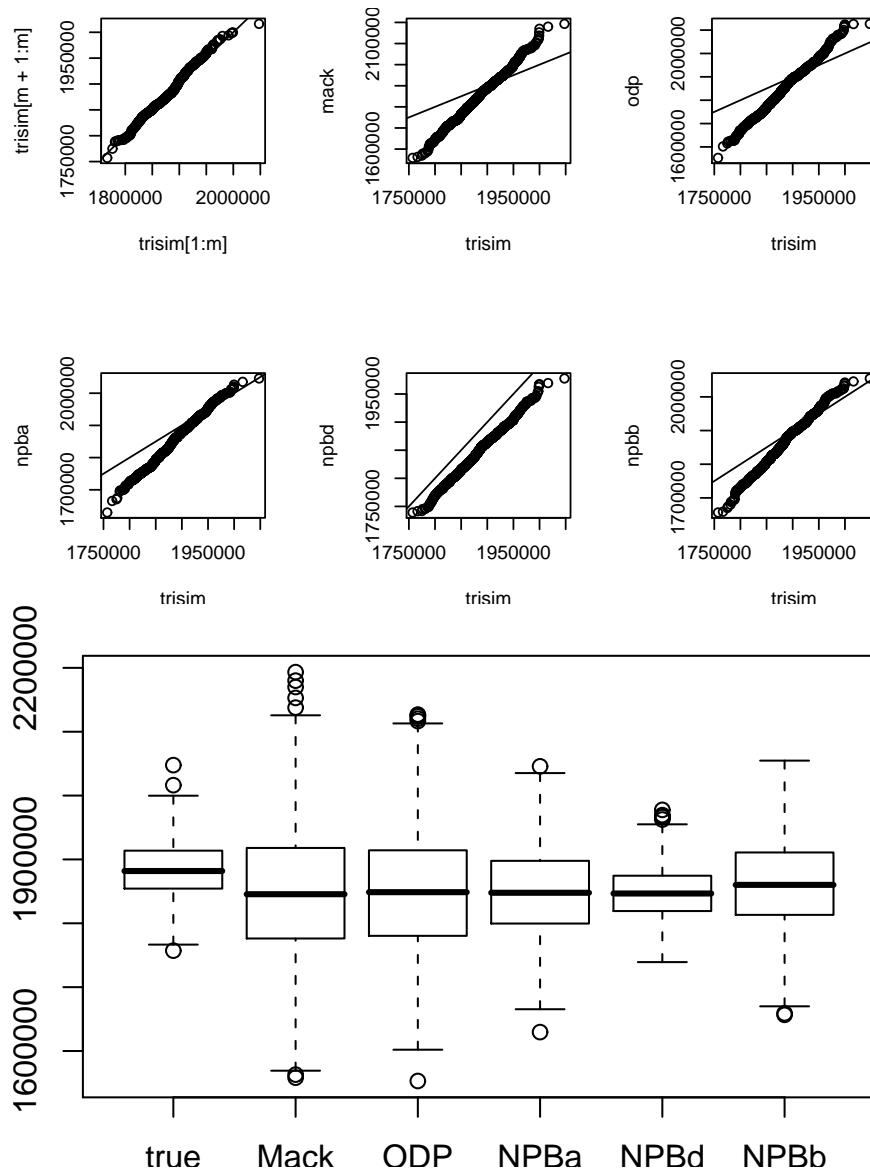 trisim[m + 1:m]
1750000 1950000
1800000 2000000
trisim[1:m]
mack
1600000 2100000
1750000 1950000
trisim
odp
1600000 2000000
1750000 1950000
trisim
npba
1700000 2000000
1750000 1950000
trisim
npbd
1750000 1950000
1750000 1950000
trisim
npbb
1700000 2000000
1750000 1950000
trisim
1600000 1900000 2200000
true Mack ODP NPBa NPBd NPBb